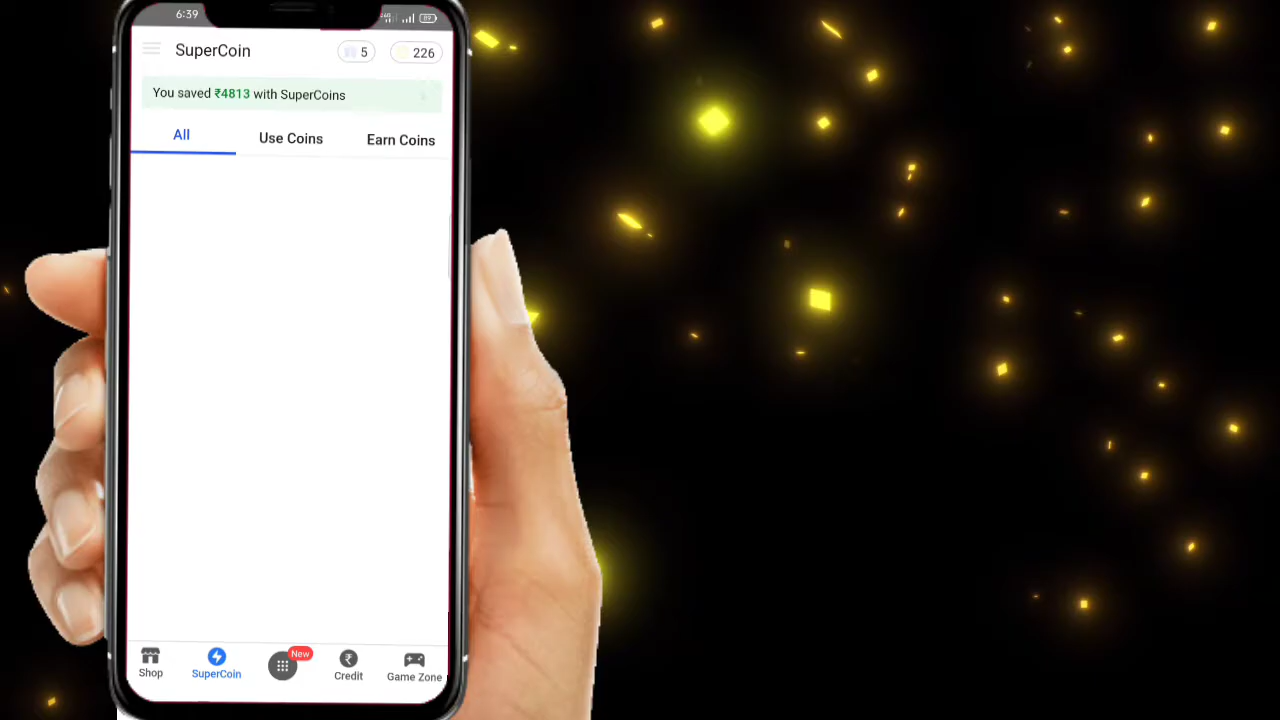 6:39
89
SuperCoin
5
226
You saved ₹4813 with SuperCoins
All
Use Coins
Earn Coins
New
Shop
SuperCoin
Credit
Game Zone